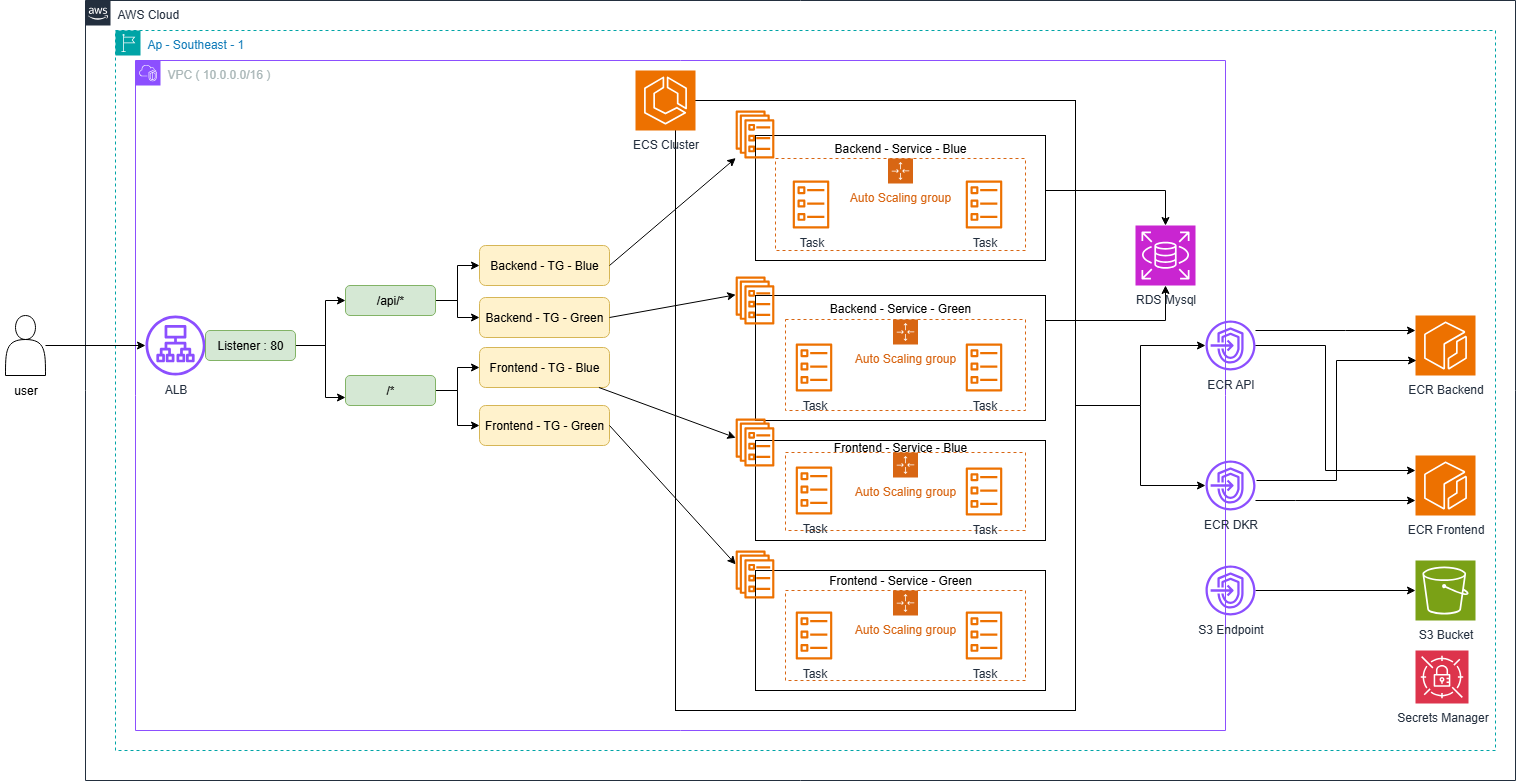 aws
AWS Cloud
Ap - Southeast - 1
VPC ( 10.0.0.0/16 )
ECS Cluster
Backend - Service - Blue
Auto Scaling group
Task
Task
Backend - TG - Blue
/api/*
Backend - TG - Green
RDS Mysql
Backend - Service - Green
Auto Scaling group
Task
Task
user
ALB
Listener : 80
/*
Frontend - TG - Blue
Frontend - TG - Green
Frontend - Service - Blue
Auto Scaling group
Task
Task
ECR API
ECR Backend
ECR DKR
ECR Frontend
Frontend - Service - Green
Auto Scaling group
Task
Task
S3 Endpoint
S3 Bucket
Secrets Manager